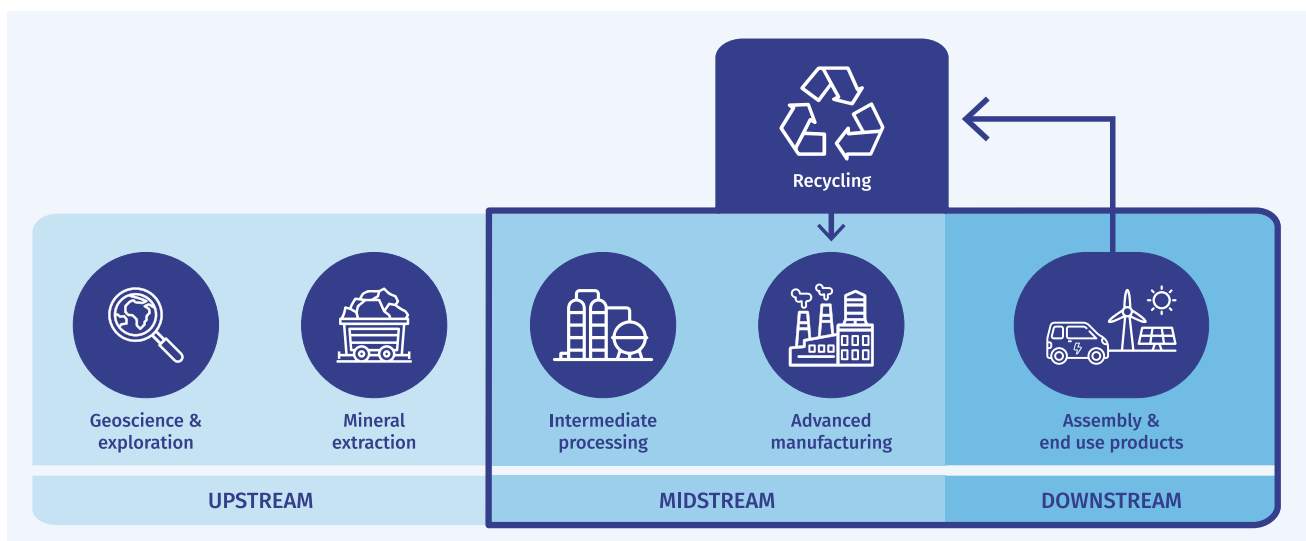 Recycling
Geoscience &
exploration
Mineral
extraction
Intermediate
processing
Advanced
manufacturing
Assembly &
end use products
UPSTREAM
MIDSTREAM
DOWNSTREAM